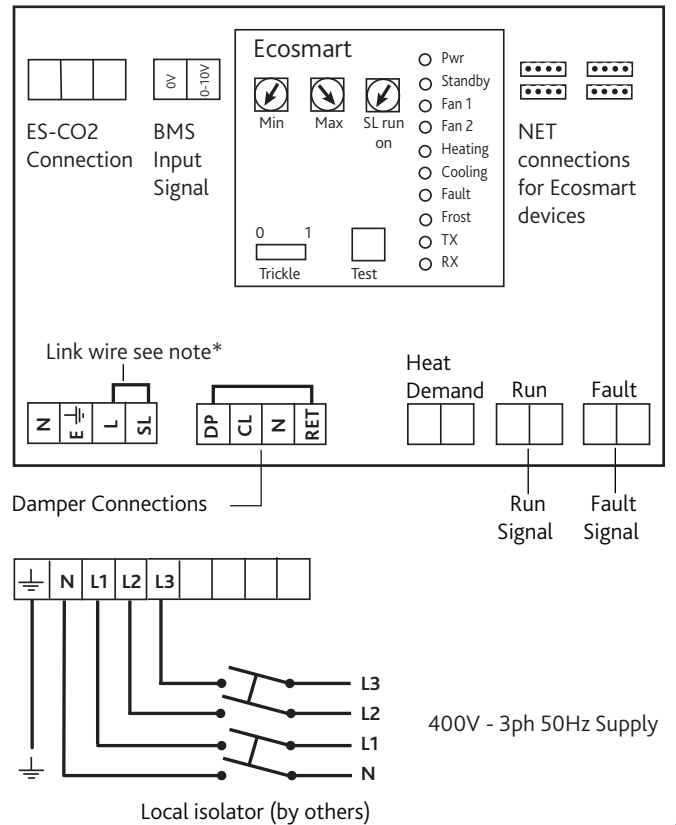 Ecosmart
Min
Max
SL run
on
0 1
Trickle
Test
Pwr
Standby
Fan 1
Fan 2
Heating
Cooling
Fault
Frost
TX
RX
ES-CO2
Connection
0V
0-10V
BMS
Input
Signal
NET
connections
for Ecosmart
devices
Link wire see note*
N
E
L
SL
DP
CL
N
RET
Heat
Demand
Run
Fault
Damper Connections
Run
Signal
Fault
Signal
N
L1
L2
L3
L3
L2
L1
N
400V - 3ph 50Hz Supply
Local isolator (by others)